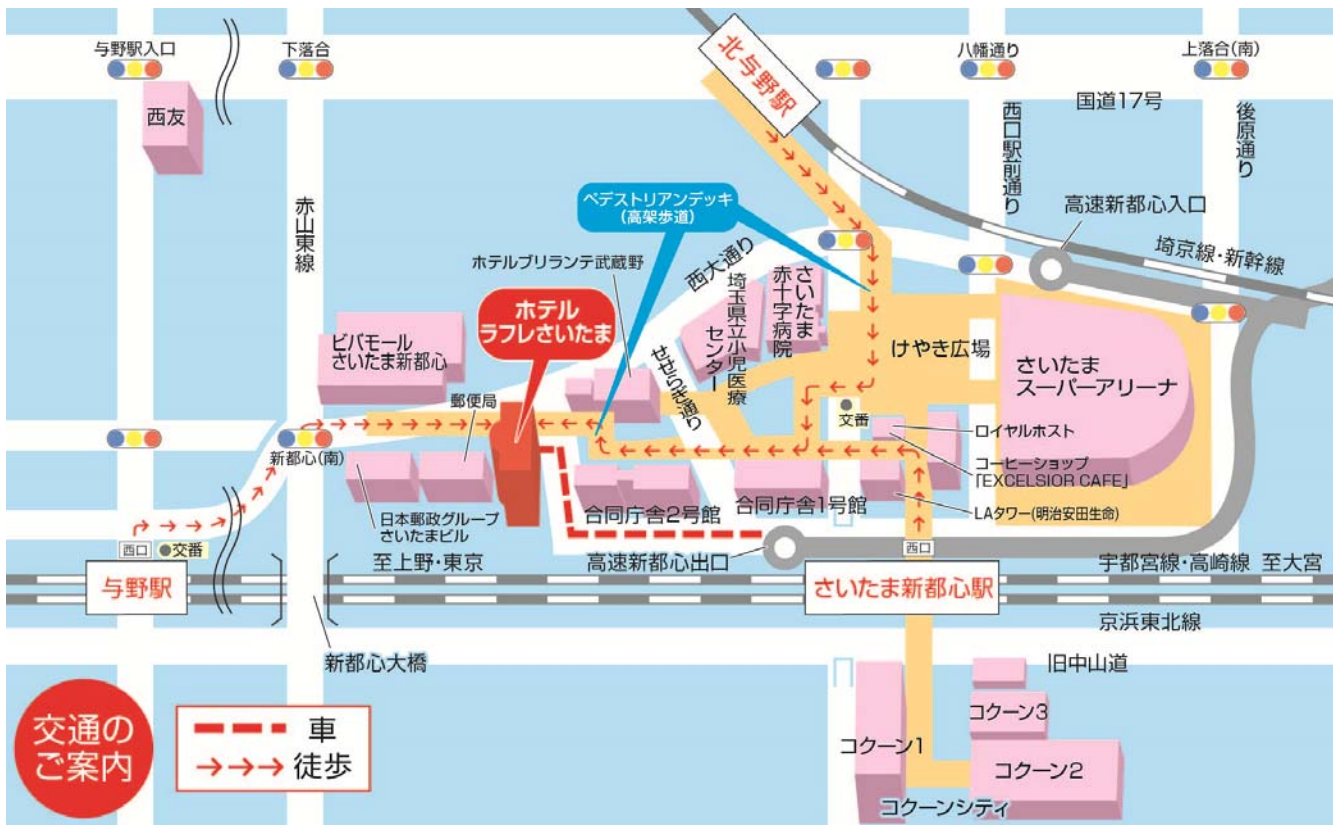 与野駅入口
下落合
八幡通り
上落合(南)
北与野駅
国道17号
西友
西口駅前通り
後原通り
赤山東線
ペデストリアンデッキ
(高架歩道)
高速新都心入口
埼京線・新幹線
西大通り
ホテルブリランテ武蔵野
ホテル
ラフレさいたま
さいたま
赤十字病院
埼玉県立小児医療
センター
けやき広場
さいたま
スーパーアリーナ
ビバモール
さいたま新都心
せせらぎ通り
郵便局
交番
ロイヤルホスト
コーヒーショップ
「EXCELSIOR CAFE」
新都心(南)
日本郵政グループ
さいたまビル
合同庁舎2号館
合同庁舎1号館
LAタワー(明治安田生命)
西口
交番
至上野・東京
高速新都心出口
西口
宇都宮線・高崎線 至大宮
与野駅
さいたま新都心駅
京浜東北線
新都心大橋
旧中山道
交通の
ご案内
車
徒歩
コクーン1
コクーン3
コクーン2
コクーンシティ